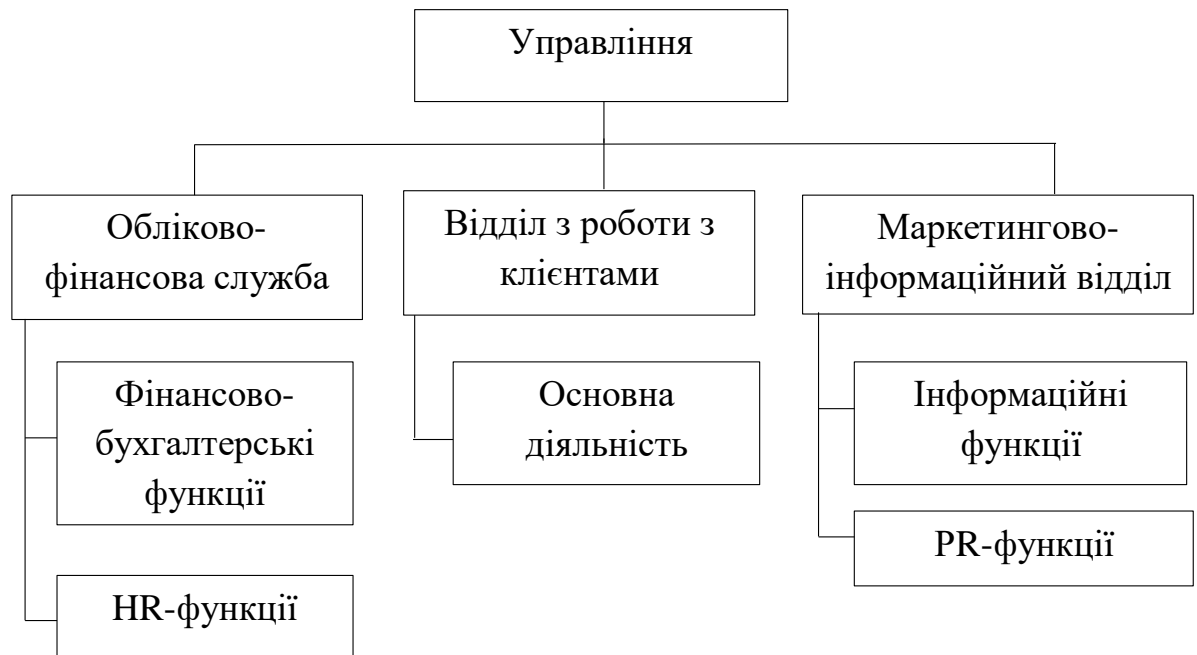 Управління
Обліково-
фінансова служба
Відділ з роботи з
клієнтами
Маркетингово-
інформаційний відділ
Фінансово-
бухгалтерські
функції
Основна
діяльність
Інформаційні
функції
HR-функції
PR-функції